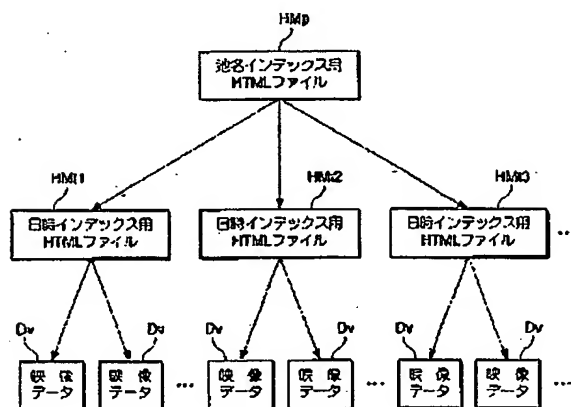 HMp
池名インデックス用
HTMLファイル
HMt1
HMt2
HMt3
日時インデックス用
HTMLファイル
日時インデックス用
HTMLファイル
日時インデックス用
HTMLファイル
...
Dv
Dv
Dv
Dv
Dv
Dv
映像
データ
映像
データ
...
映像
データ
映像
データ
...
映像
データ
映像
データ
...